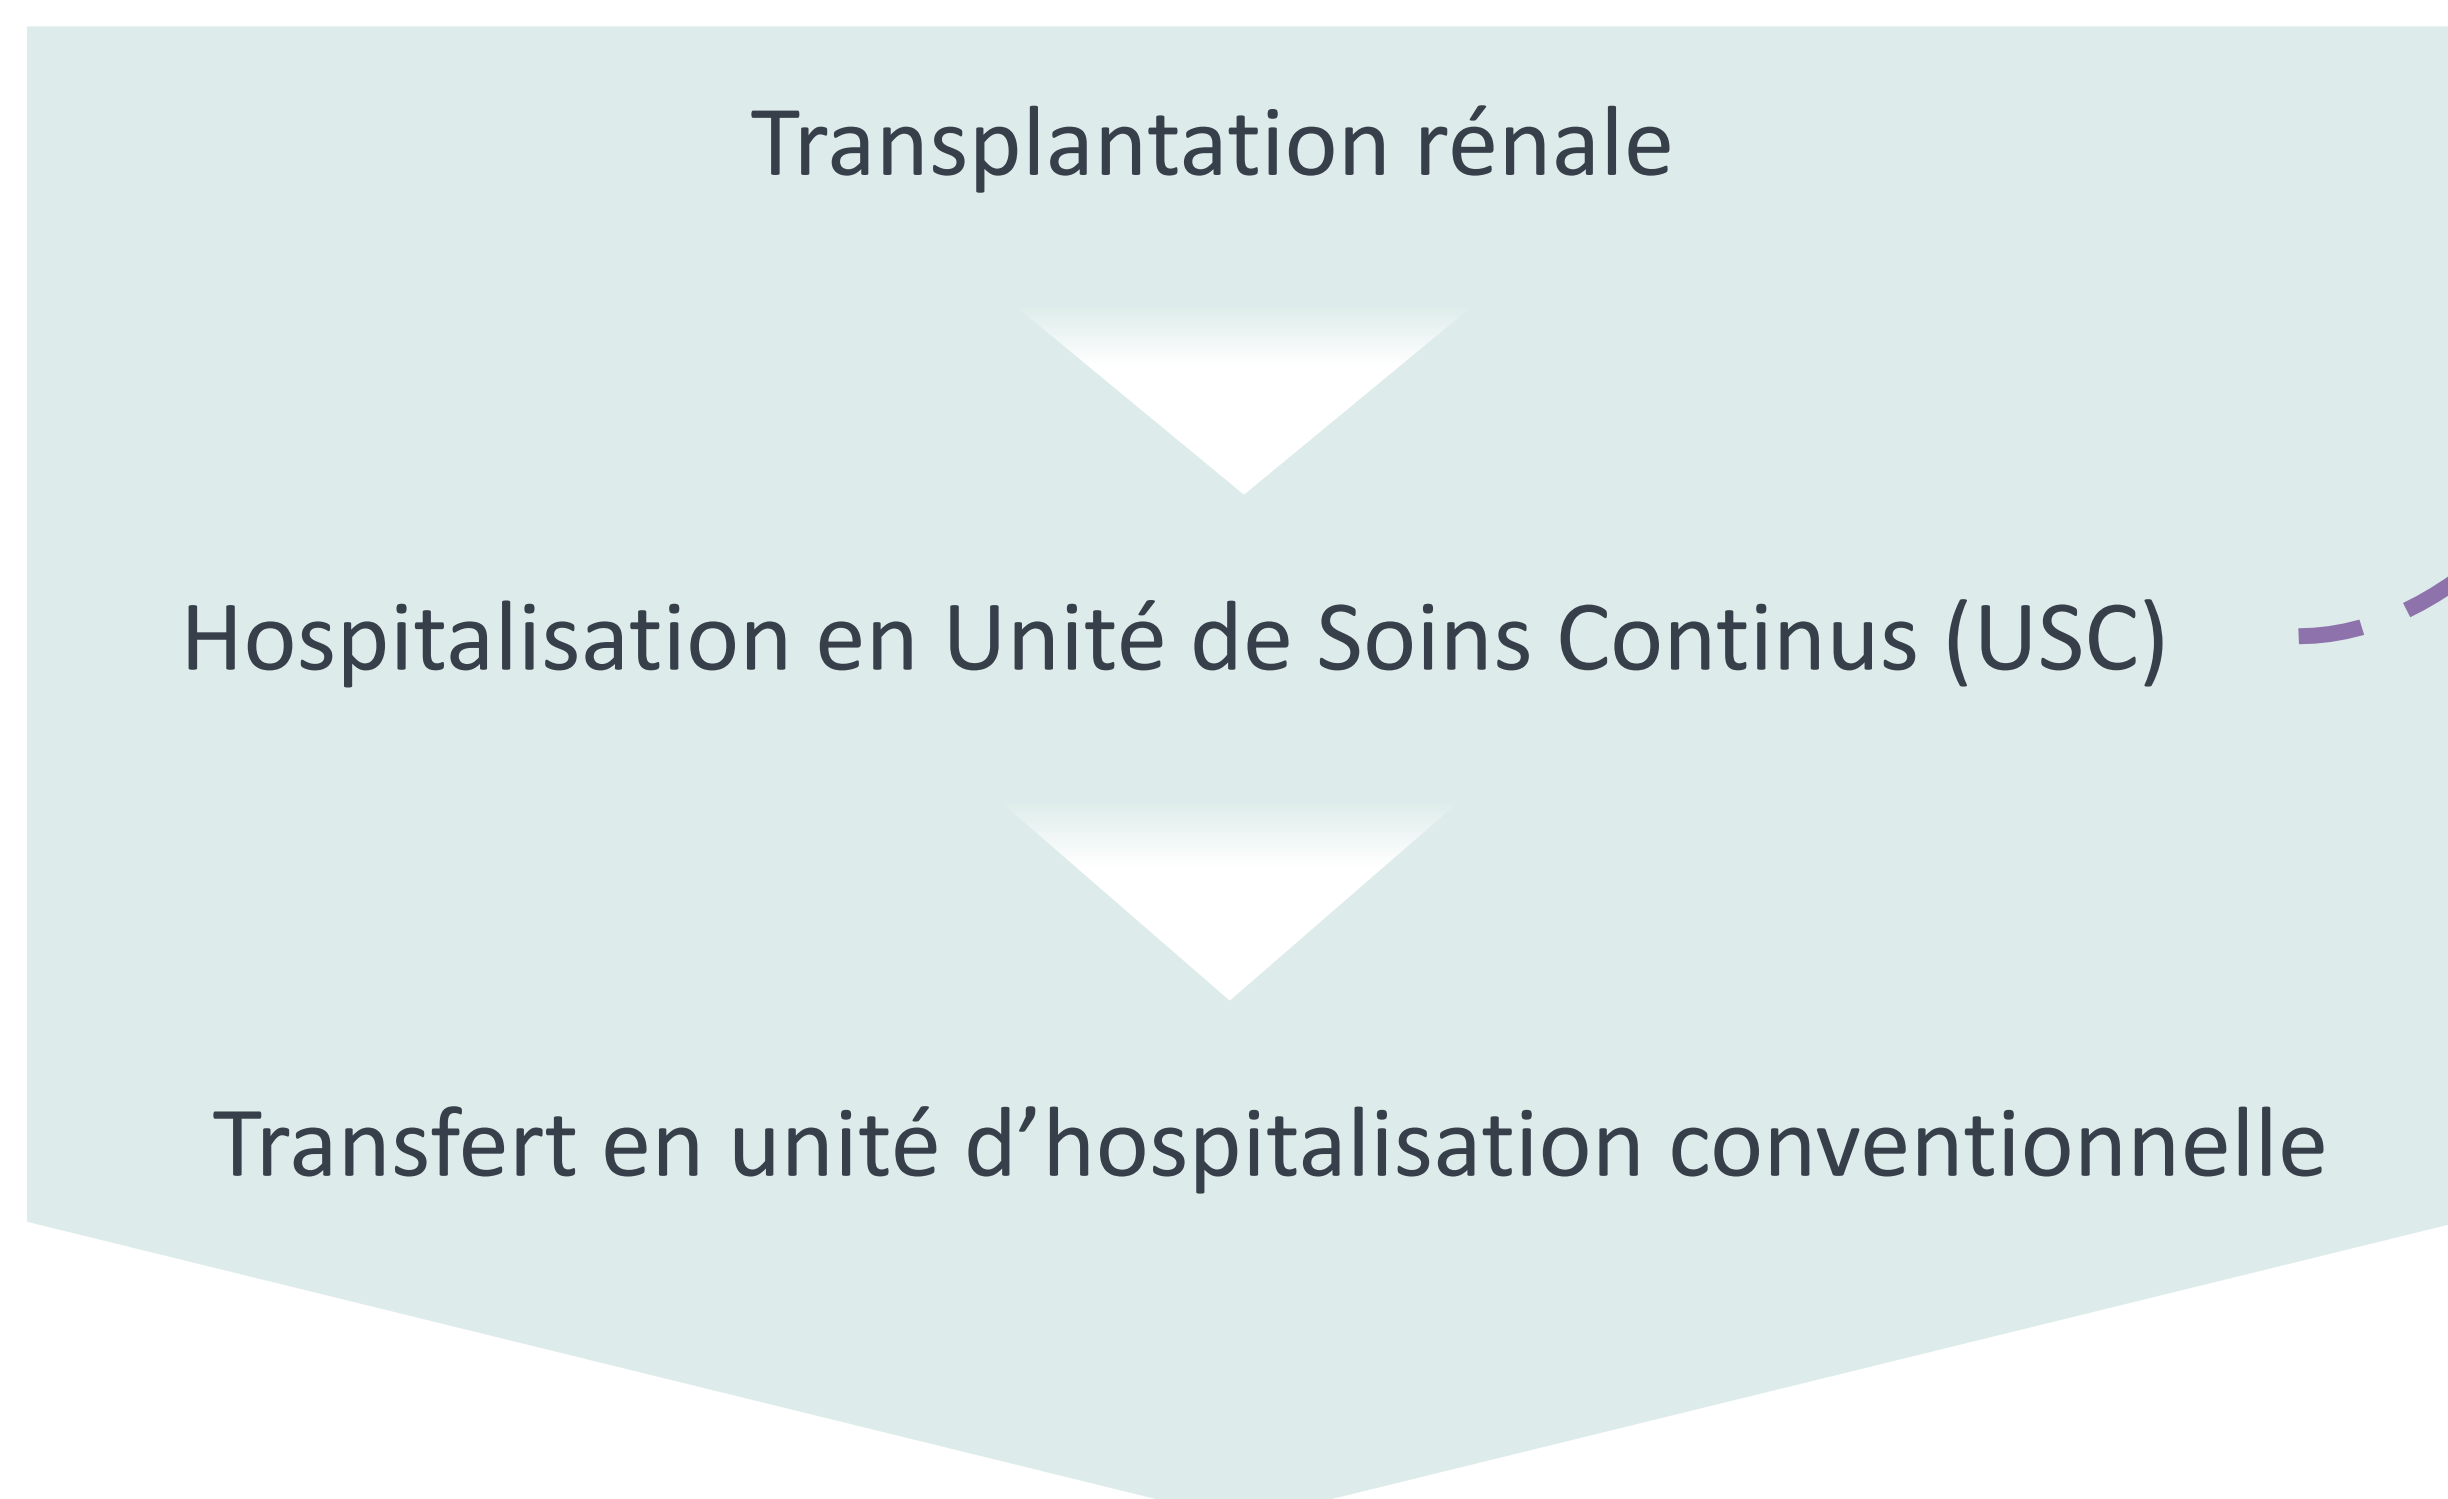 Transplantation rénale
Hospitalisation en Unité de Soins Continus (USC)
Transfert en unité d’hospitalisation conventionnelle